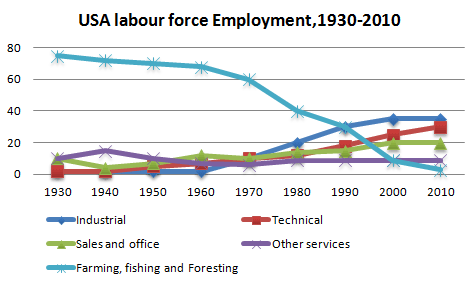 USA labour force Employment,1930-2010
80
60
40
20
0
1930 1940 1950 1960 1970 1980 1990 2000 2010
Industrial Technical
Sales and office Other services
Farming, fishing and Foresting